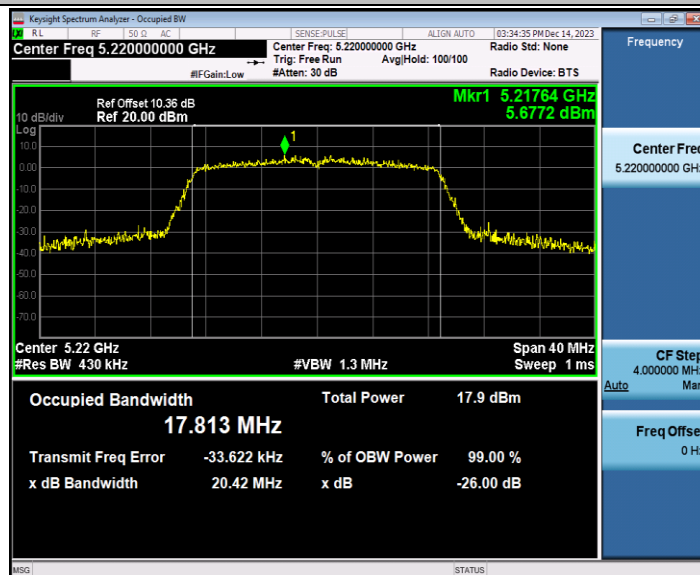 Keysight Spectrum Analyzer - Occupied BW
RL RF 50 Ω AC SENSE:PULSE ALIGN AUTO 03:34:35 PM Dec 14, 2023
Center Freq 5.220000000 GHz
Center Freq: 5.220000000 GHz
Radio Std: None
Trig: Free Run Avg|Hold: 100/100
#IFGain:Low
#Atten: 30 dB
Radio Device: BTS
Ref Offset 10.36 dB
10 dB/div Ref 20.00 dBm
Mkr1 5.21764 GHz
5.6772 dBm
Log
10.0
0.00
-10.0
-20.0
-30.0
-40.0
-50.0
-60.0
-70.0
1
Center 5.22 GHz
Span 40 MHz
#Res BW 430 kHz
#VBW 1.3 MHz
Sweep 1 ms
Occupied Bandwidth
17.813 MHz
Total Power 17.9 dBm
Transmit Freq Error -33.622 kHz
% of OBW Power 99.00 %
x dB Bandwidth 20.42 MHz
x dB -26.00 dB
Frequency
Center Freq
5.220000000 GHz
CF Step
4.000000 MHz
Auto Man
Freq Offset
0 Hz
MSG
STATUS